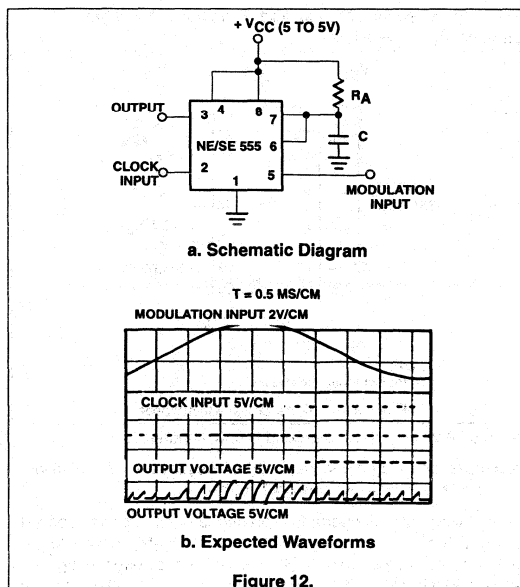 + VCC (5 TO 5V)
RA
OUTPUT
3
4
8
7
C
NE/SE 555
6
CLOCK
INPUT
2
5
1
MODULATION
INPUT
a. Schematic Diagram
T = 0.5 MS/CM
MODULATION INPUT 2V/CM
CLOCK INPUT 5V/CM
OUTPUT VOLTAGE 5V/CM
OUTPUT VOLTAGE 5V/CM
b. Expected Waveforms
Figure 12.